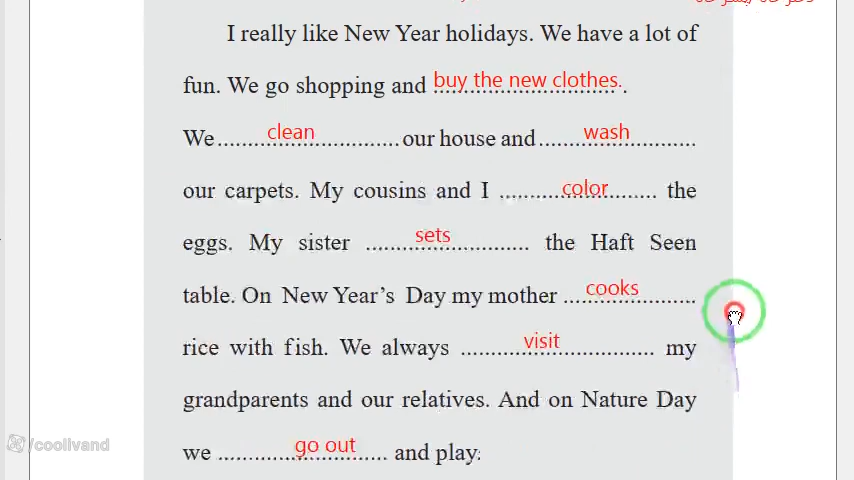 I really like New Year holidays. We have a lot of
fun. We go shopping and buy the new clothes. .
We clean our house and wash
our carpets. My cousins and I color the
eggs. My sister sets the Haft Seen
table. On New Year's Day my mother cooks
rice with fish. We always visit my
grandparents and our relatives. And on Nature Day
we go out and play.
/coolivand